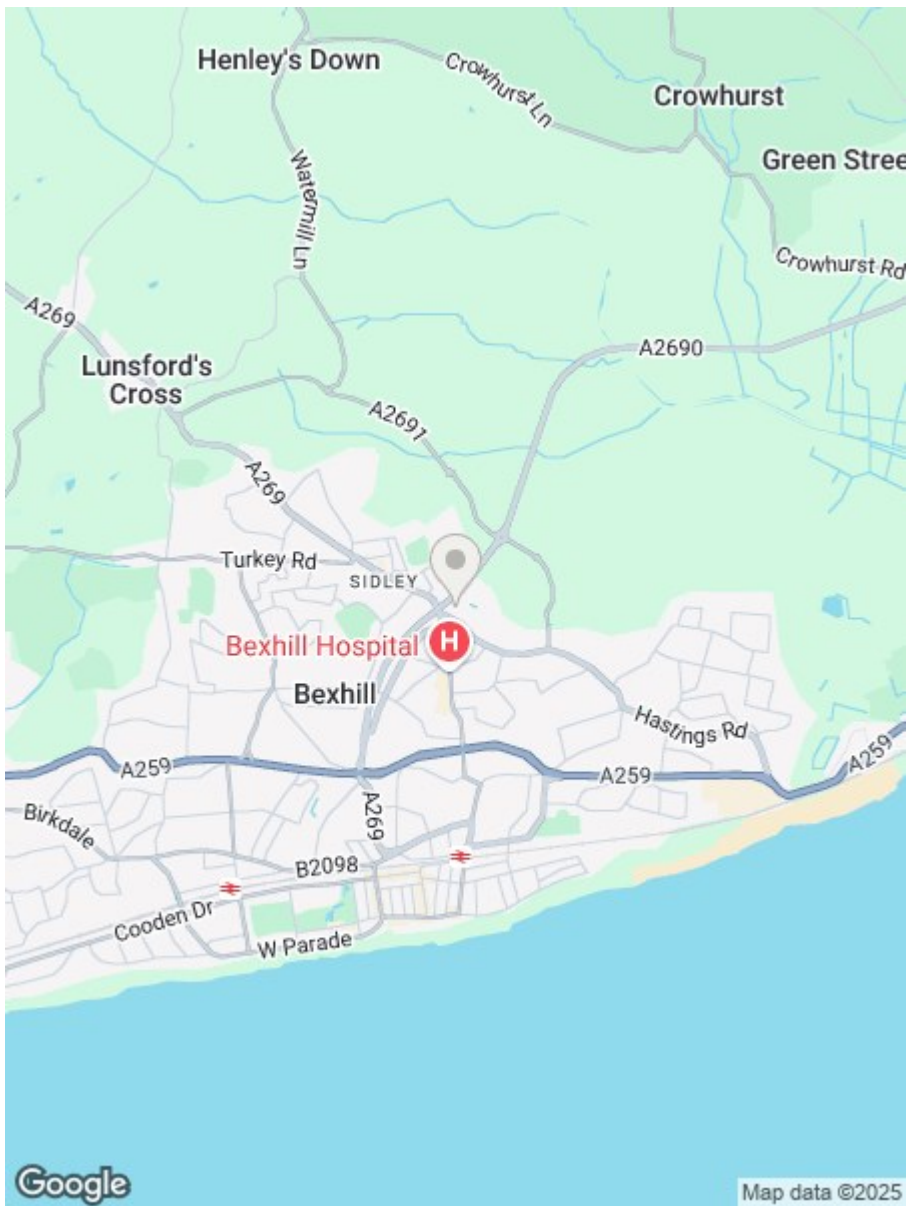 Henley's Down
Crowhurst Ln
Crowhurst
Green Stree
Watermill Ln
Crowhurst Rd
A269
A2690
Lunsford's
Cross
A2691
A269
Turkey Rd
SIDLEY
Bexhill Hospital
H
Bexhill
Hastings Rd
A259
A259
A259
Birkdale
A269
B2098
Cooden Dr
W Parade
Google
Map data ©2025